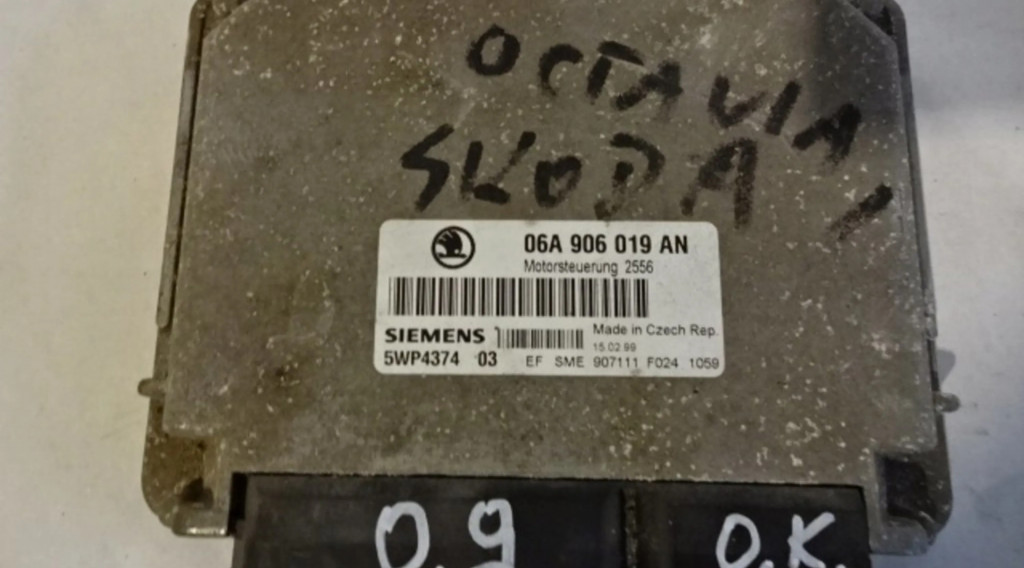 OCTAVIA,
SKODA,
06A 906 019 AN
Motorsteuerung 2556
SIEMENS
Made in Czech Rep.
15.02.99
5WP4374 03
EF SME 907111 F024 1059
O.9
O.K.